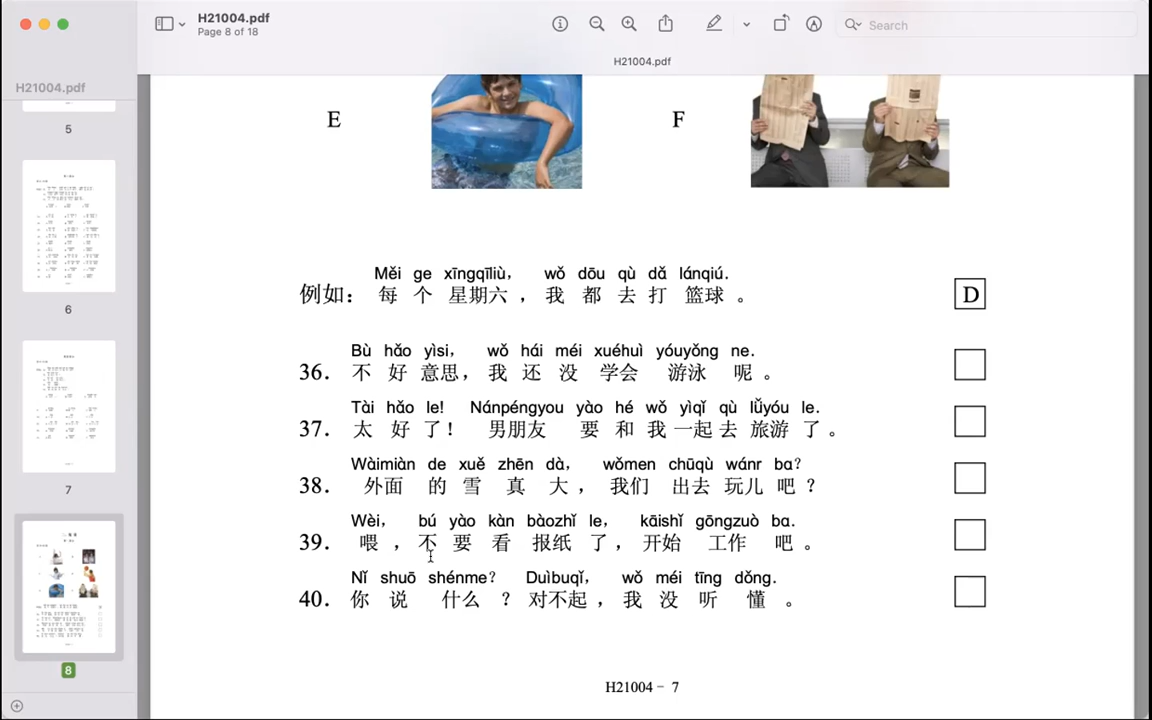 H21004.pdf
Page 8 of 18
Search
H21004.pdf
H21004.pdf
5
6
7
8
E
F
Měi ge xīngqīliù, wǒ dōu qù dǎ lánqiú.
例如: 每 个 星期六 , 我 都 去 打 篮球 。
D
Bù hǎo yìsi, wǒ hái méi xuéhuì yóuyǒng ne.
36. 不 好 意思, 我 还 没 学会 游泳 呢 。
Tài hǎo le! Nánpéngyou yào hé wǒ yìqǐ qù lǚyóu le.
37. 太 好 了! 男朋友 要 和 我 一起 去 旅游 了 。
Wàimiàn de xuě zhēn dà, wǒmen chūqù wánr ba?
38. 外面 的 雪 真 大 , 我们 出去 玩儿 吧 ?
Wèi, bú yào kàn bàozhǐ le, kāishǐ gōngzuò ba.
39. 喂 , 不 要 看 报纸 了 , 开始 工作 吧 。
Nǐ shuō shénme? Duìbuqǐ, wǒ méi tīng dǒng.
40. 你 说 什么 ? 对不起 , 我 没 听 懂 。
H21004 - 7